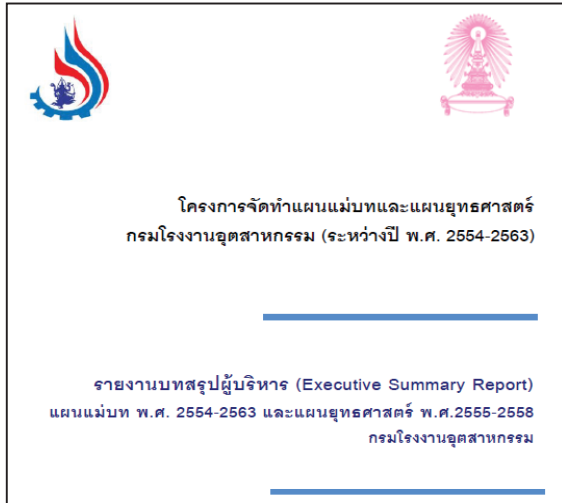 โครงการจัดทำแผนแม่บทและแผนยุทธศาสตร์
กรมโรงงานอุตสาหกรรม (ระหว่างปี พ.ศ. 2554-2563)
รายงานบทสรุปผู้บริหาร (Executive Summary Report)
แผนแม่บท พ.ศ. 2554-2563 และแผนยุทธศาสตร์ พ.ศ.2555-2558
กรมโรงงานอุตสาหกรรม